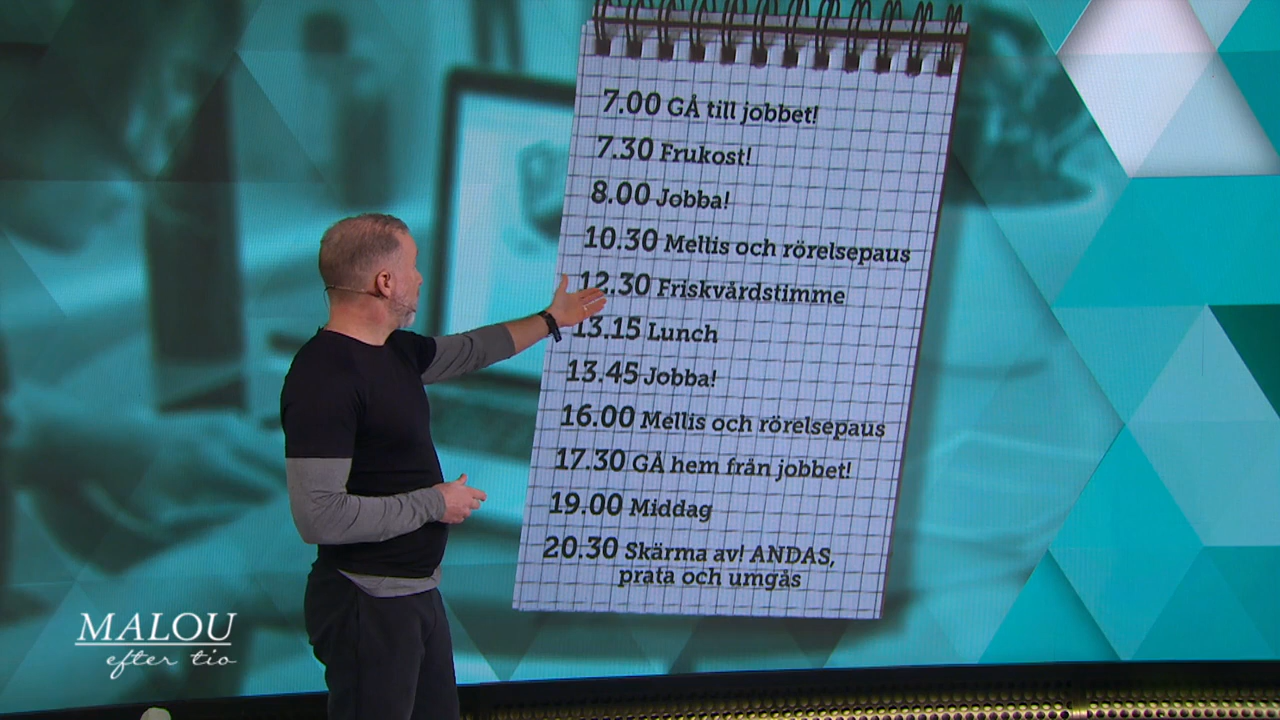 7.00 GÅ till jobbet!
7.30 Frukost!
8.00 Jobba!
10.30 Mellis och rörelsepaus
12.30 Friskvårdstimme
13.15 Lunch
13.45 Jobba!
16.00 Mellis och rörelsepaus
17.30 GÅ hem från jobbet!
19.00 Middag
20.30 Skärma av! ANDAS,
prata och umgås
MALOU
efter tio